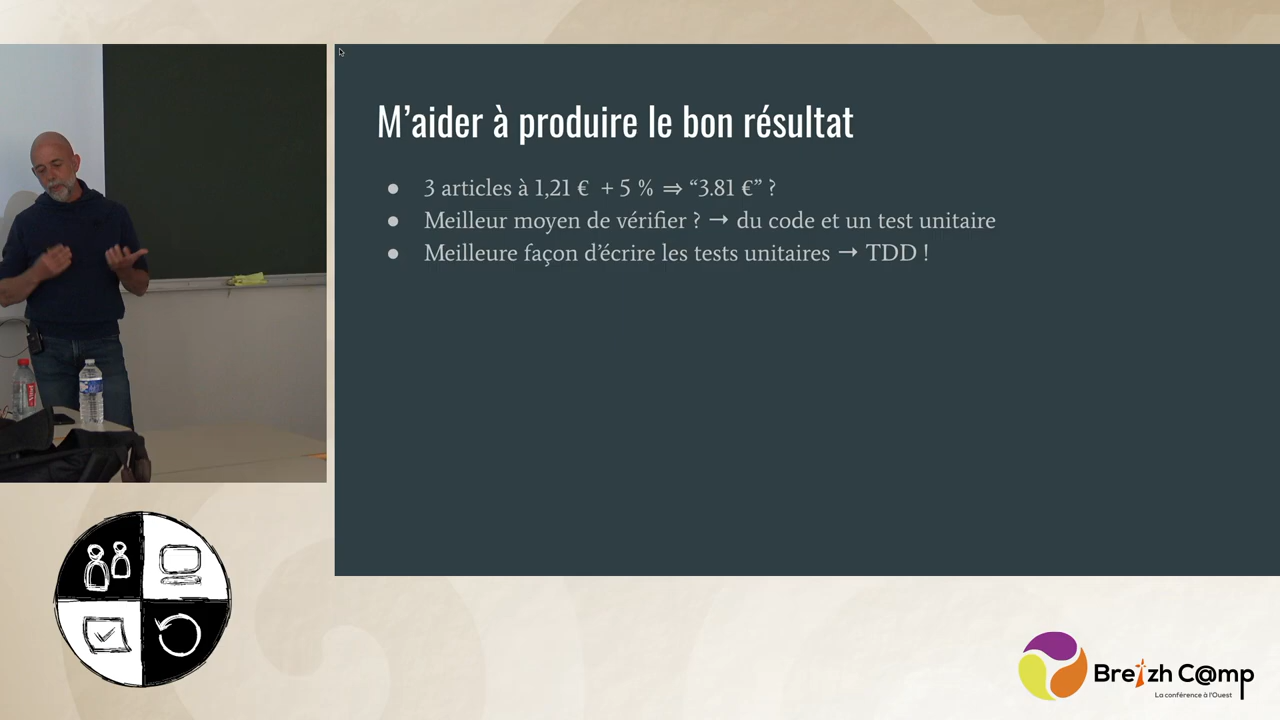 M'aider à produire le bon résultat
● 3 articles à 1,21 € + 5 % ⇒ “3.81 €” ?
● Meilleur moyen de vérifier ? → du code et un test unitaire
● Meilleure façon d'écrire les tests unitaires → TDD !
Breizh C@mp
La conférence à l'Ouest